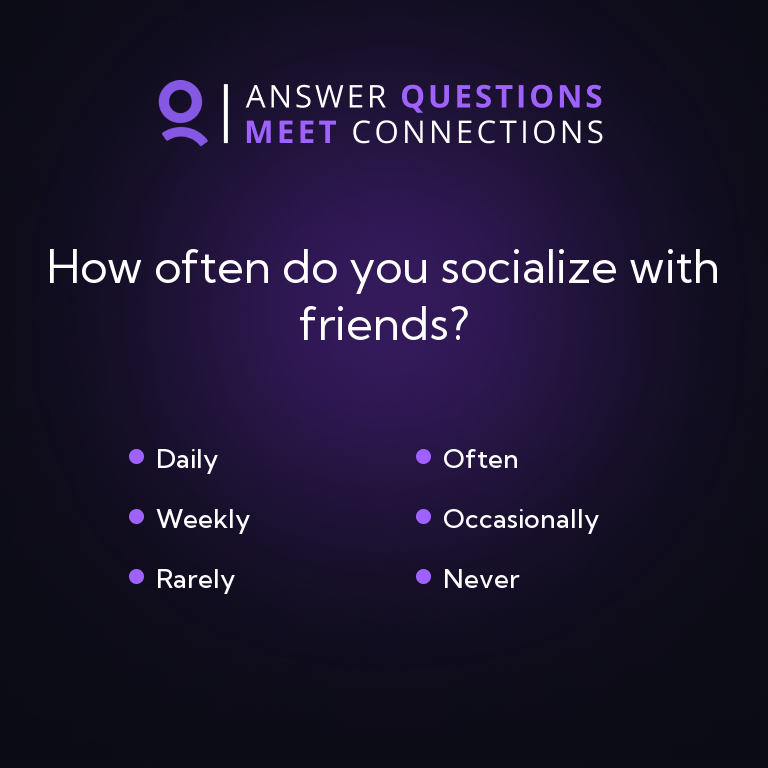 ANSWER QUESTIONS
MEET CONNECTIONS
How often do you socialize with
friends?
Daily
Often
Weekly
Occasionally
Rarely
Never